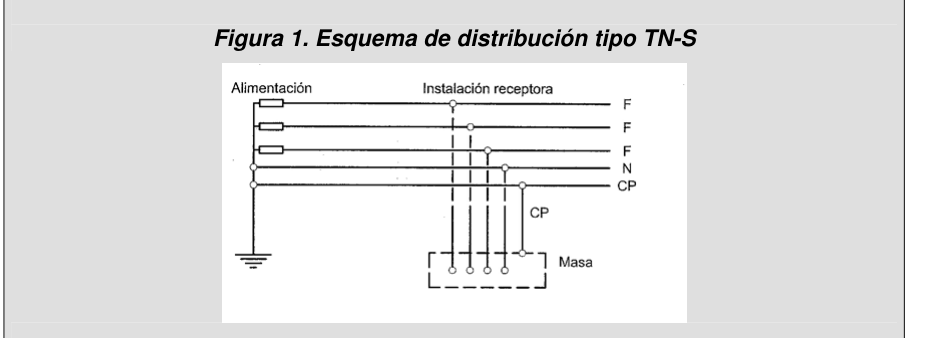 Figura 1. Esquema de distribución tipo TN-S
Alimentación
Instalación receptora
F
F
F
N
CP
CP
Masa